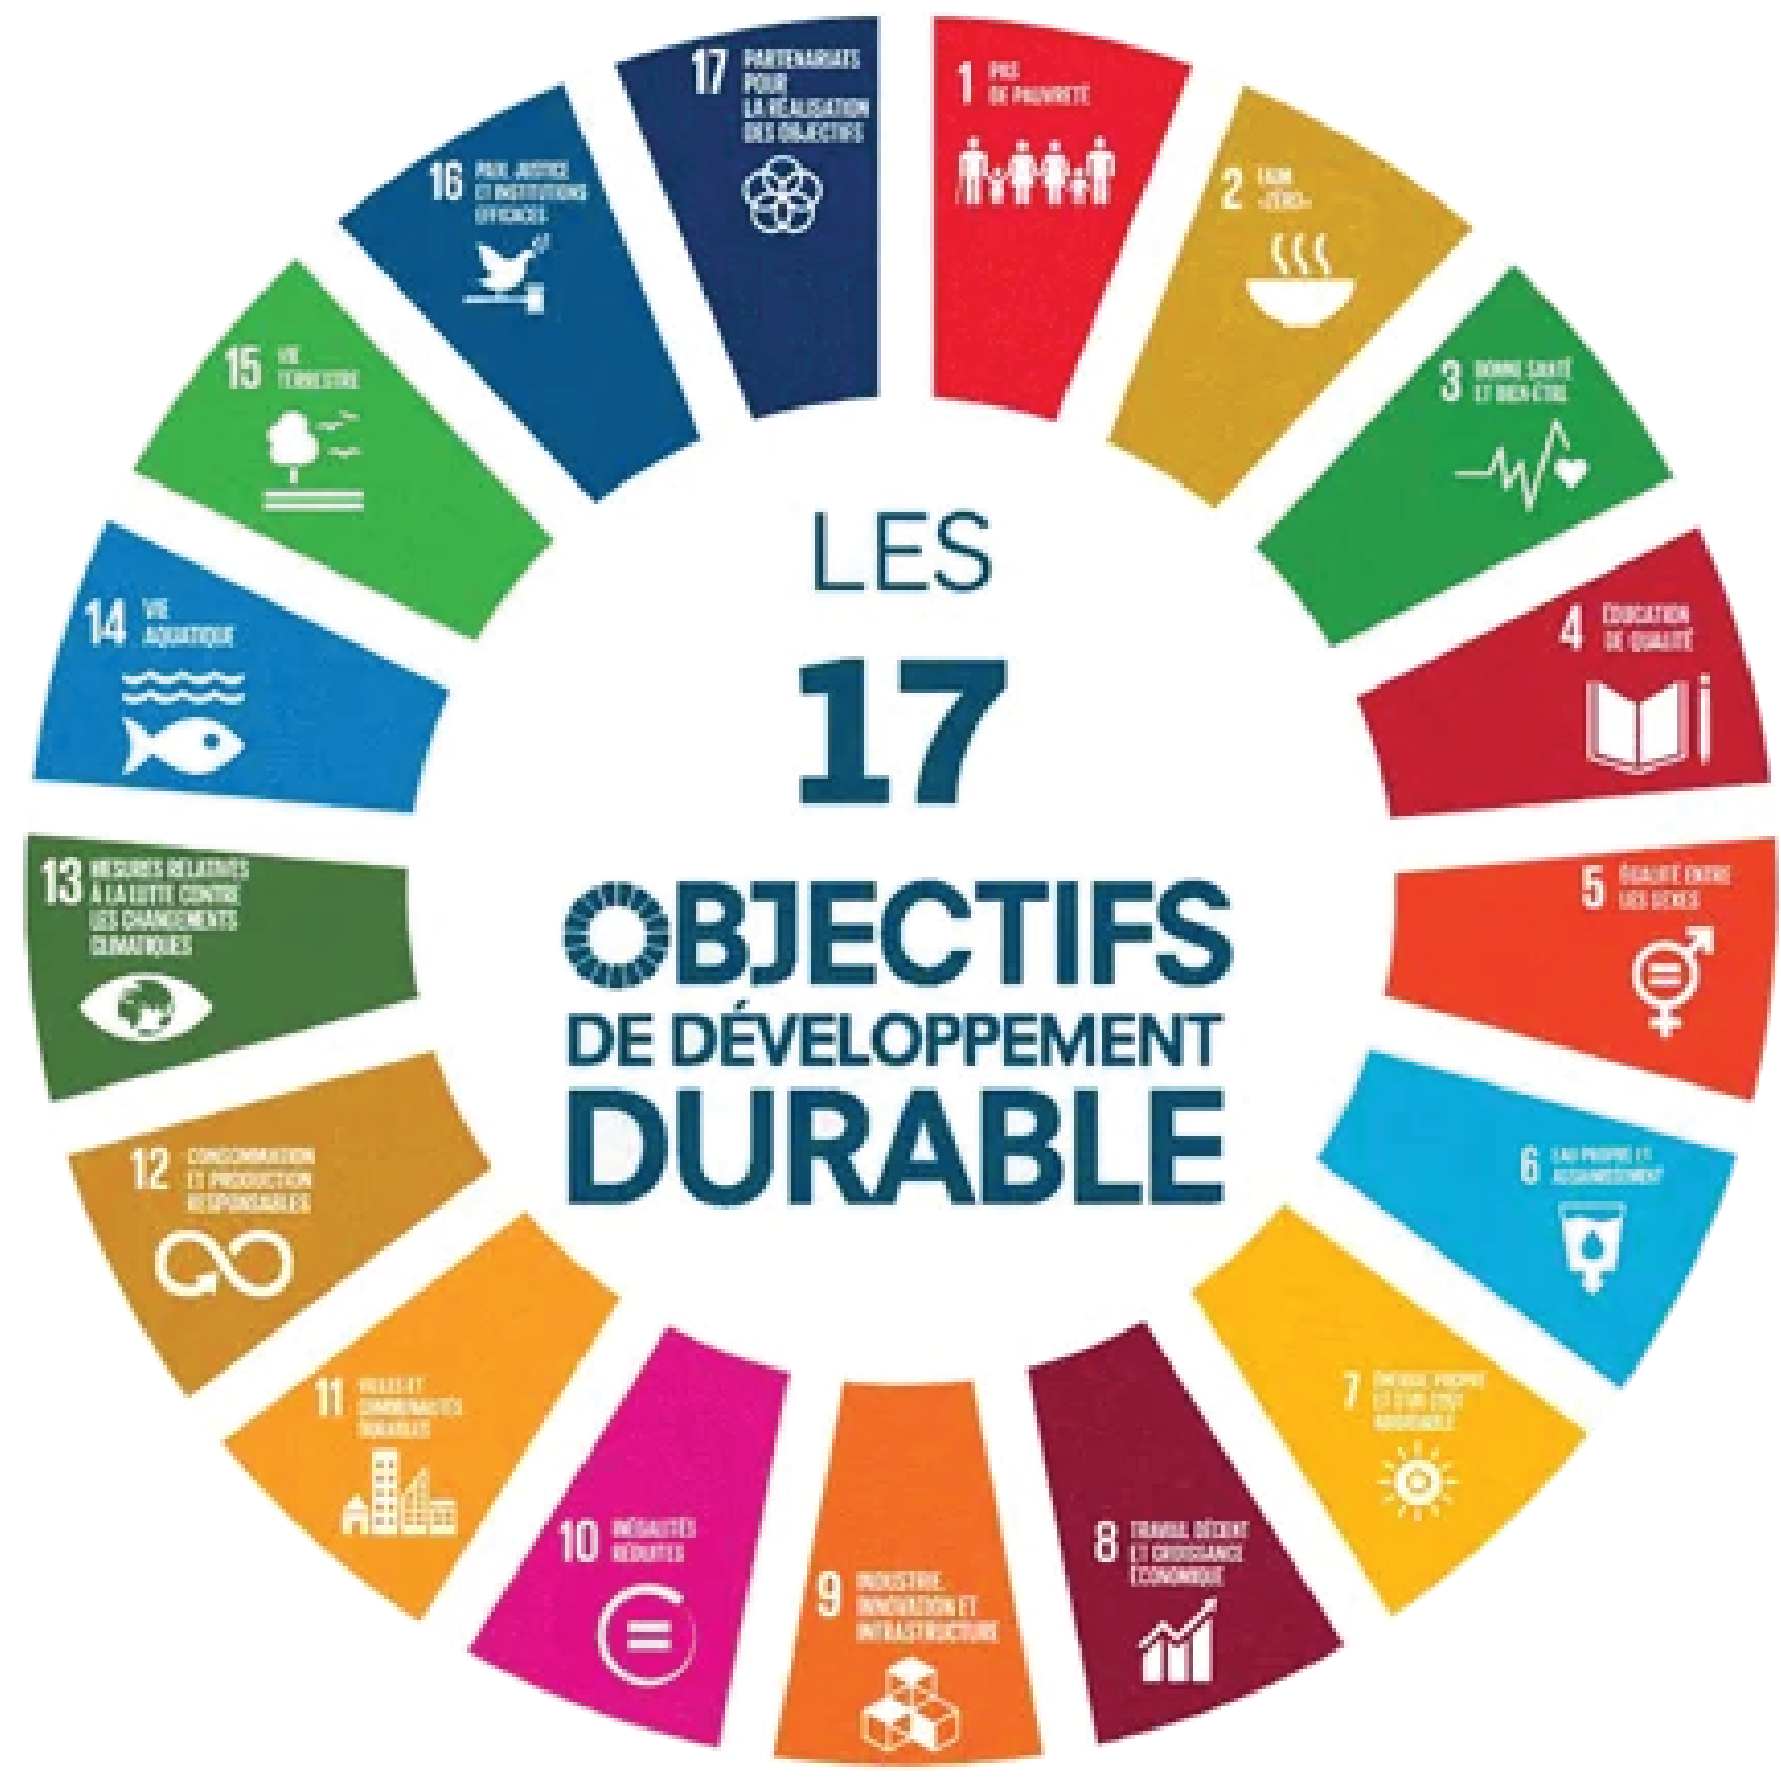 LES
17
OBJECTIFS
DE DÉVELOPPEMENT
DURABLE
1 PAS
DE PAUVRETÉ
2 FAIM
«ZÉRO»
3 BONNE SANTÉ
ET BIEN-ÊTRE
4 ÉDUCATION
DE QUALITÉ
5 ÉGALITÉ ENTRE
LES SEXES
6 EAU PROPRE ET
ASSAINISSEMENT
7 ÉNERGIE PROPRE
ET D'UN COÛT
ABORDABLE
8 TRAVAIL DÉCENT
ET CROISSANCE
ÉCONOMIQUE
9 INDUSTRIE,
INNOVATION ET
INFRASTRUCTURE
10 INÉGALITÉS
RÉDUITES
11 VILLES ET
COMMUNAUTÉS
DURABLES
12 CONSOMMATION
ET PRODUCTION
RESPONSABLES
13 MESURES RELATIVES
À LA LUTTE CONTRE
LES CHANGEMENTS
CLIMATIQUES
14 VIE
AQUATIQUE
15 VIE
TERRESTRE
16 PAIX, JUSTICE
ET INSTITUTIONS
EFFICACES
17 PARTENARIATS
POUR
LA RÉALISATION
DES OBJECTIFS